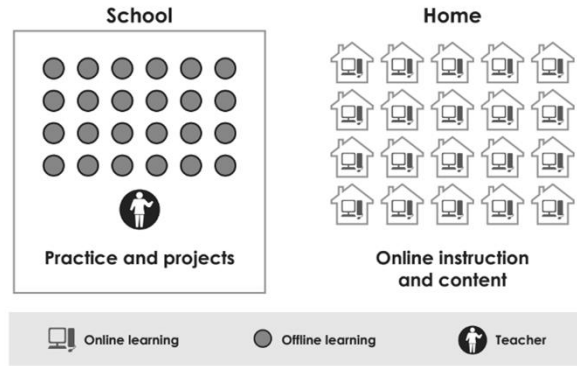 School
Home
Practice and projects
Online instruction
and content
Online learning
Offline learning
Teacher